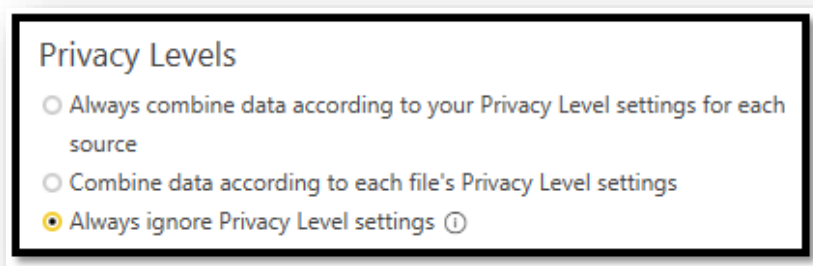 Privacy Levels
Always combine data according to your Privacy Level settings for each
source
Combine data according to each file's Privacy Level settings
Always ignore Privacy Level settings